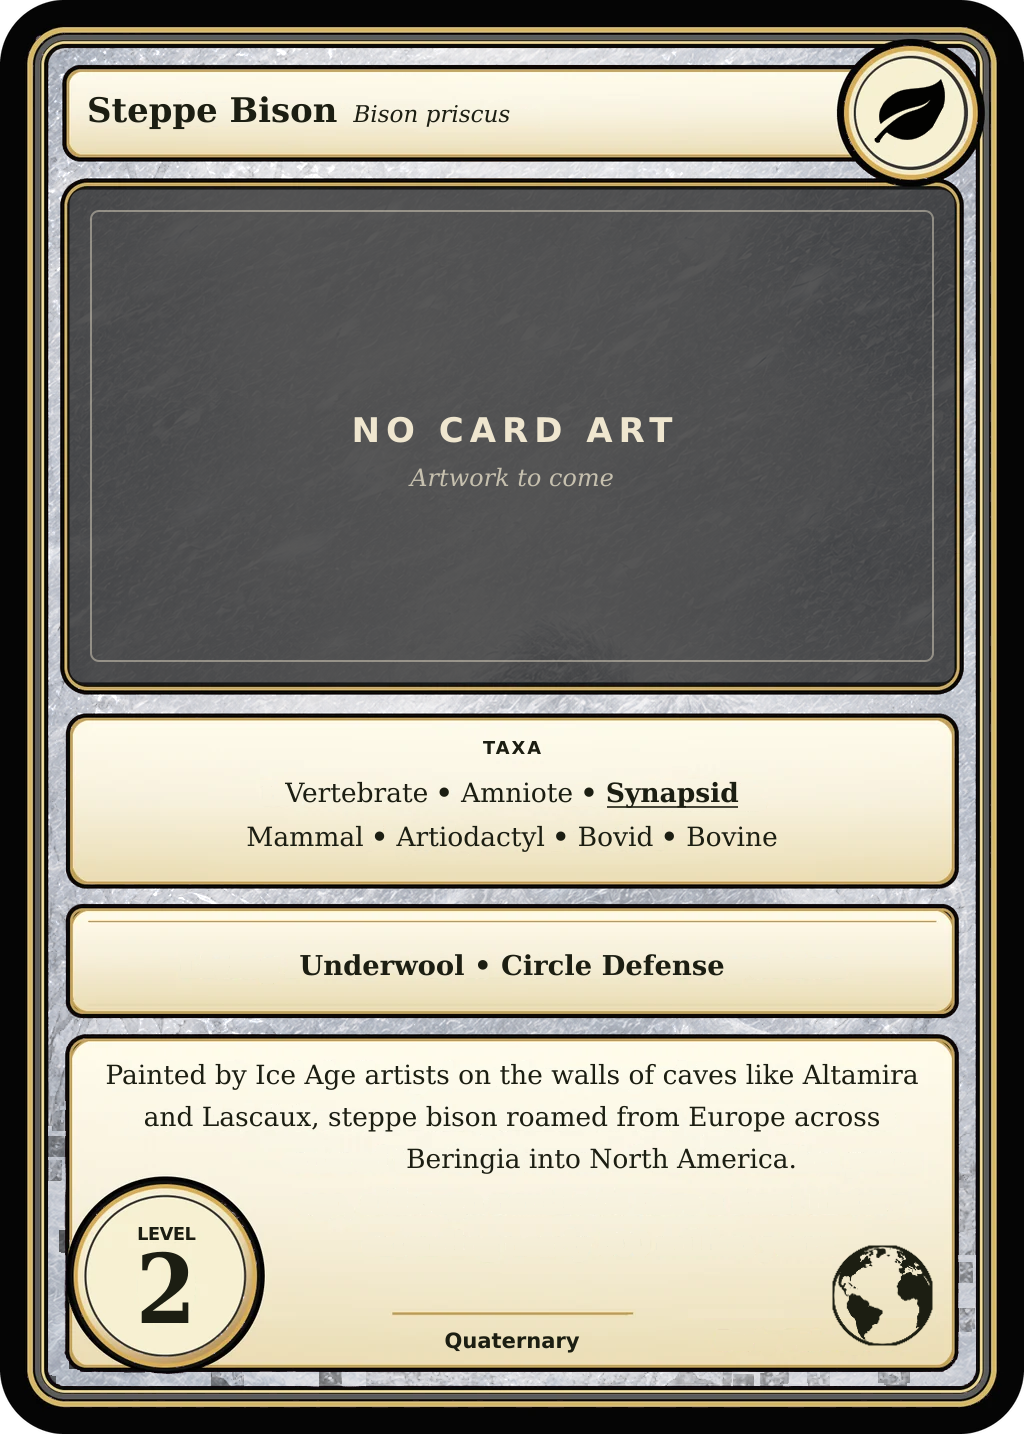 Steppe Bison Bison priscus
NO CARD ART
Artwork to come
TAXA
Vertebrate • Amniote • Synapsid
Mammal • Artiodactyl • Bovid • Bovine
Underwool • Circle Defense
Painted by Ice Age artists on the walls of caves like Altamira
and Lascaux, steppe bison roamed from Europe across
Beringia into North America.
LEVEL
2
Quaternary